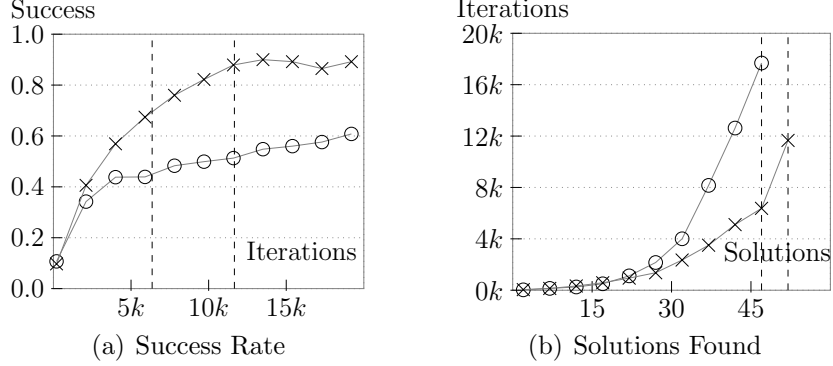 Success
1.0
0.8
0.6
0.4
0.2
0.0
Iterations
5k
10k
15k
(a) Success Rate
Iterations
20k
16k
12k
8k
4k
0k
Solutions
15
30
45
(b) Solutions Found